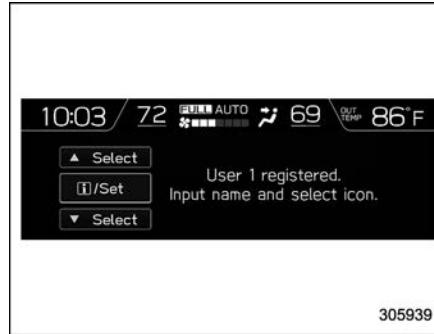 10:03 72 FULL AUTO 69 OUT TEMP 86°F
▲ Select
i/Set
▼ Select
User 1 registered.
Input name and select icon.
305939